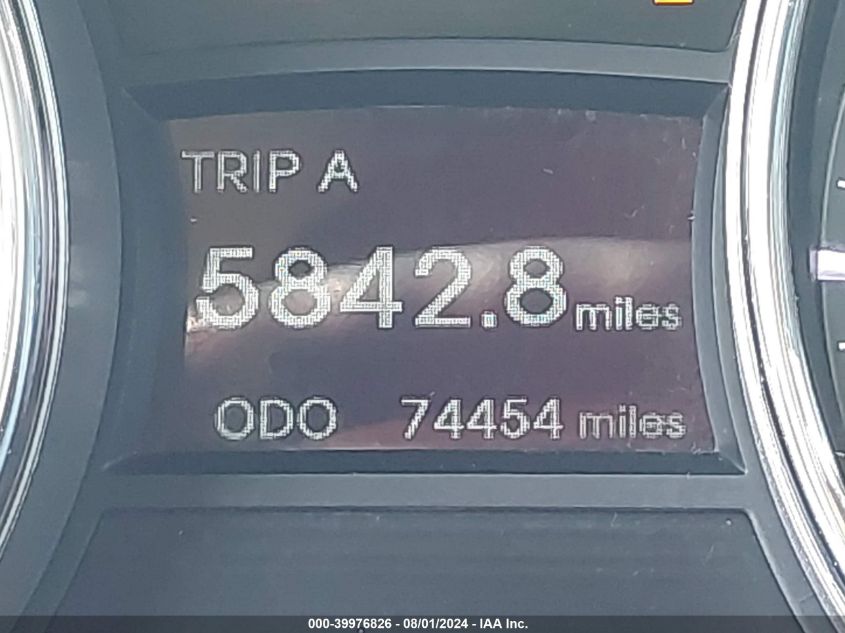 TRIP A
5842.8 miles
ODO 74454 miles
000-39976826 - 08/01/2024 - IAA Inc.